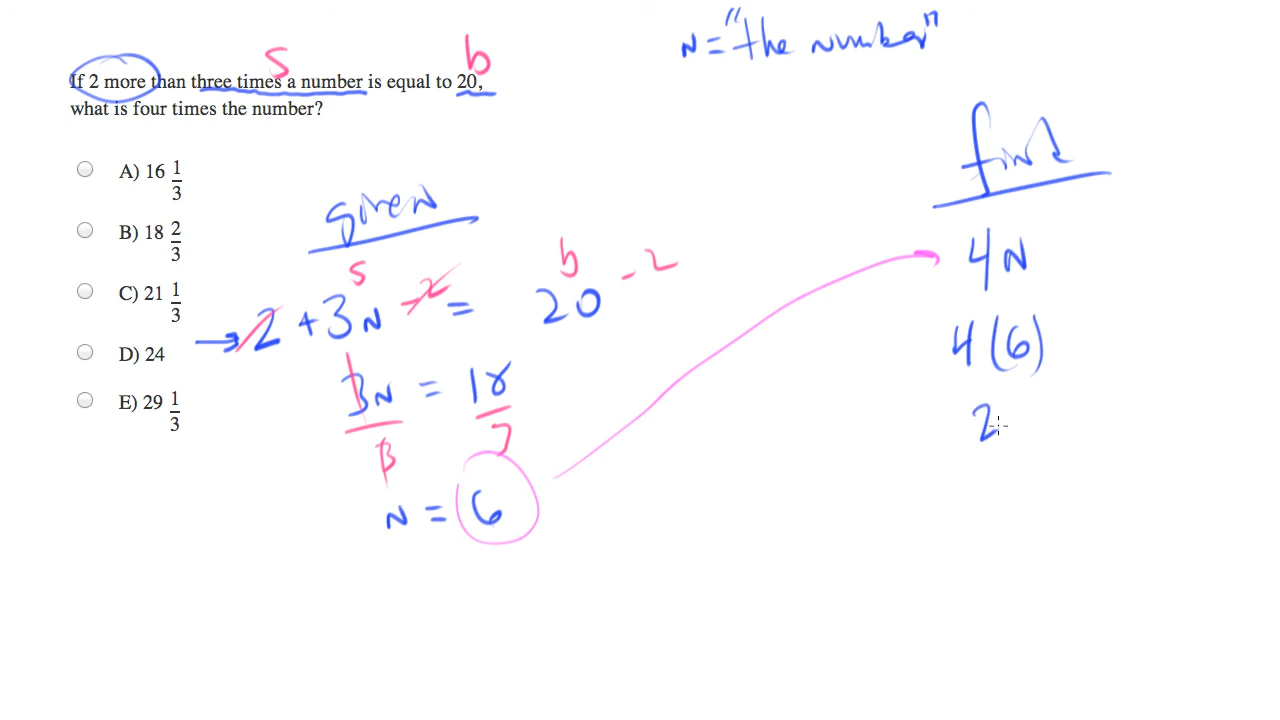 N = "the number"
s b
If 2 more than three times a number is equal to 20,
what is four times the number?
A) 16 1/3
B) 18 2/3
C) 21 1/3
D) 24
E) 29 1/3
given
s b
2 + 3N -2 = 20 - 2
3N = 18
3 3
N = 6
find
4N
4(6)
2